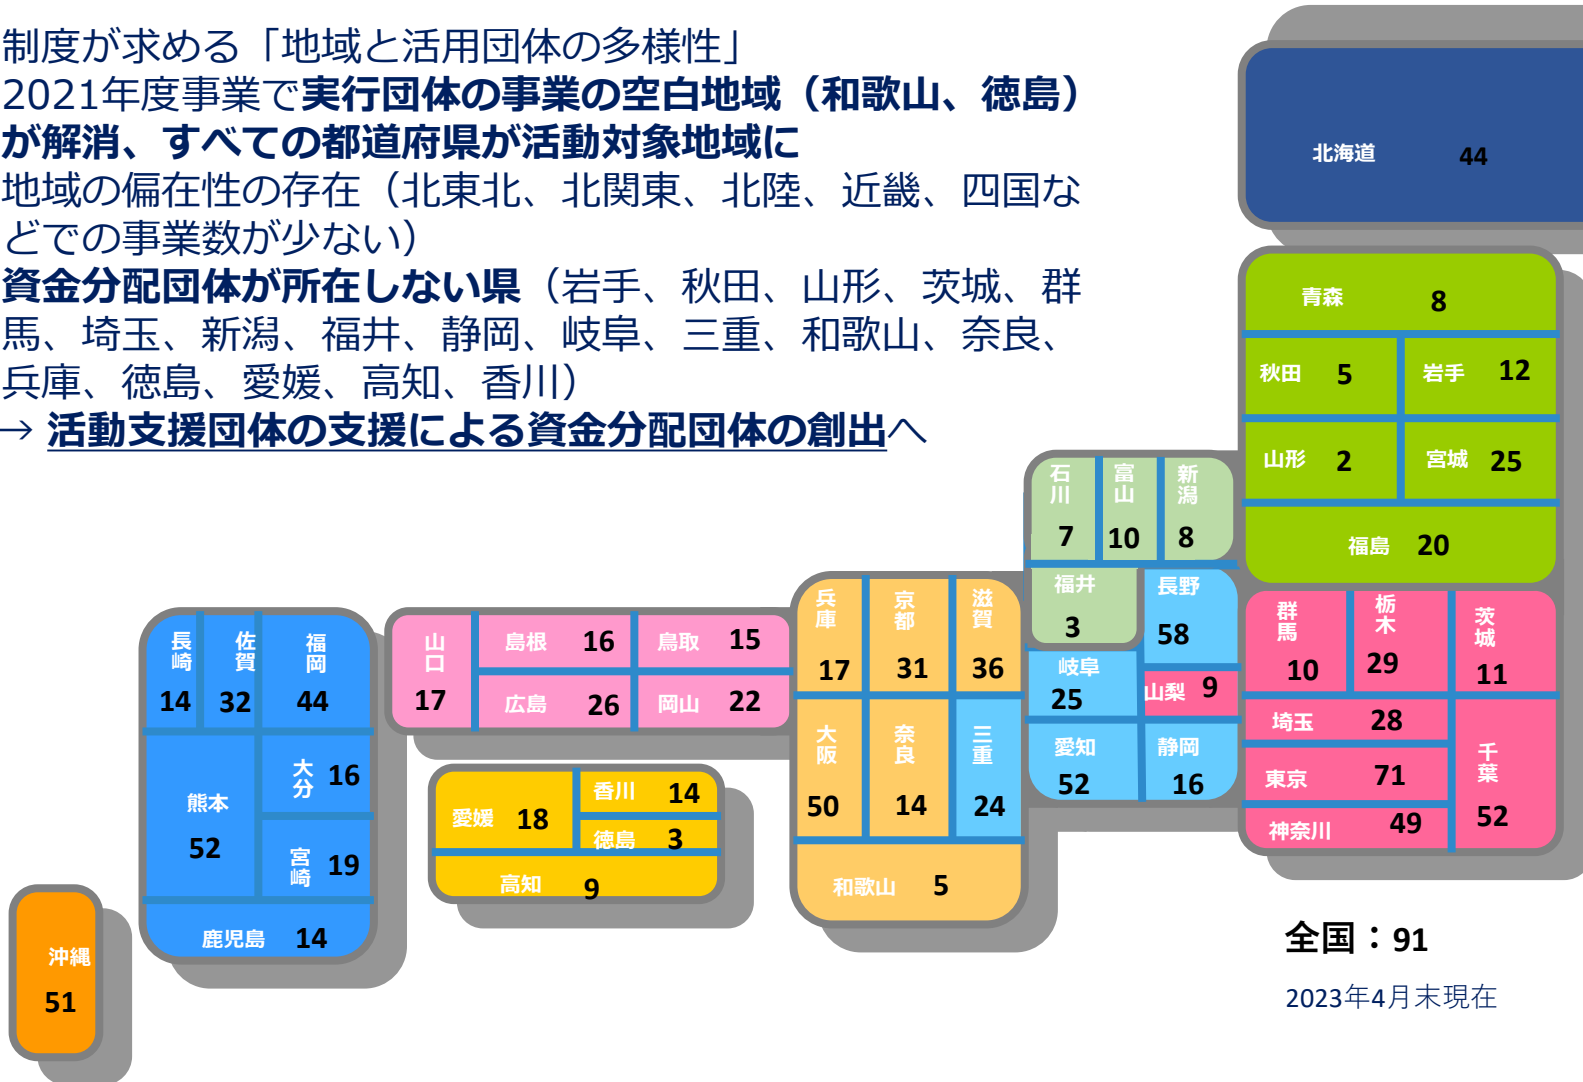 制度が求める「地域と活用団体の多様性」
2021年度事業で実行団体の事業の空白地域（和歌山、徳島）
が解消、すべての都道府県が活動対象地域に
地域の偏在性の存在（北東北、北関東、北陸、近畿、四国な
どでの事業数が少ない）
資金分配団体が所在しない県（岩手、秋田、山形、茨城、群
馬、埼玉、新潟、福井、静岡、岐阜、三重、和歌山、奈良、
兵庫、徳島、愛媛、高知、香川）
→ 活動支援団体の支援による資金分配団体の創出へ
北海道 44
青森 8
秋田 5
岩手 12
山形 2
宮城 25
福島 20
石川 7
富山 10
新潟 8
福井 3
長野 58
岐阜 25
山梨 9
愛知 52
静岡 16
群馬 10
栃木 29
茨城 11
埼玉 28
東京 71
神奈川 49
千葉 52
兵庫 17
京都 31
滋賀 36
大阪 50
奈良 14
三重 24
和歌山 5
山口 17
島根 16
鳥取 15
広島 26
岡山 22
愛媛 18
香川 14
徳島 3
高知 9
長崎 14
佐賀 32
福岡 44
熊本 52
大分 16
宮崎 19
鹿児島 14
沖縄 51
全国：91
2023年4月末現在